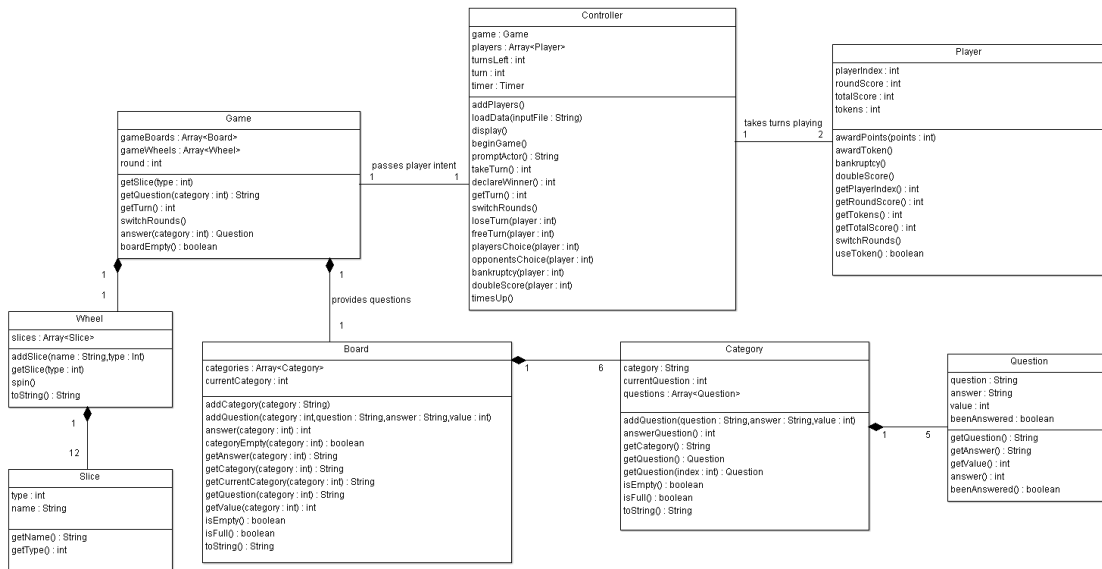 Controller
game : Game
players : Array<Player>
turnsLeft : int
turn : int
timer : Timer
addPlayers()
loadData(inputFile : String)
display()
beginGame()
promptActor() : String
takeTurn() : int
declareWinner() : int
getTurn() : int
switchRounds()
loseTurn(player : int)
freeTurn(player : int)
playersChoice(player : int)
opponentsChoice(player : int)
bankruptcy(player : int)
doubleScore(player : int)
timesUp()
takes turns playing
1 2
Player
playerIndex : int
roundScore : int
totalScore : int
tokens : int
awardPoints(points : int)
awardToken()
bankruptcy()
doubleScore()
getPlayerIndex() : int
getRoundScore() : int
getTokens() : int
getTotalScore() : int
switchRounds()
useToken() : boolean
Game
gameBoards : Array<Board>
gameWheels : Array<Wheel>
round : int
getSlice(type : int)
getQuestion(category : int) : String
getTurn() : int
switchRounds()
answer(category : int) : Question
boardEmpty() : boolean
passes player intent
1 1
1
1
1
provides questions
1
Wheel
slices : Array<Slice>
addSlice(name : String,type : Int)
getSlice(type : int)
spin()
toString() : String
1
12
Slice
type : int
name : String
getName() : String
getType() : int
Board
categories : Array<Category>
currentCategory : int
addCategory(category : String)
addQuestion(category : int,question : String,answer : String,value : int)
answer(category : int) : int
categoryEmpty(category : int) : boolean
getAnswer(category : int) : String
getCategory(category : int) : String
getCurrentCategory(category : int) : String
getQuestion(category : int) : String
getValue(category : int) : int
isEmpty() : boolean
isFull() : boolean
toString() : String
1 6
Category
category : String
currentQuestion : int
questions : Array<Question>
addQuestion(question : String,answer : String,value : int)
answerQuestion() : int
getCategory() : String
getQuestion() : Question
getQuestion(index : int) : Question
isEmpty() : boolean
isFull() : boolean
toString() : String
1 5
Question
question : String
answer : String
value : int
beenAnswered : boolean
getQuestion() : String
getAnswer() : String
getValue() : int
answer() : int
beenAnswered() : boolean